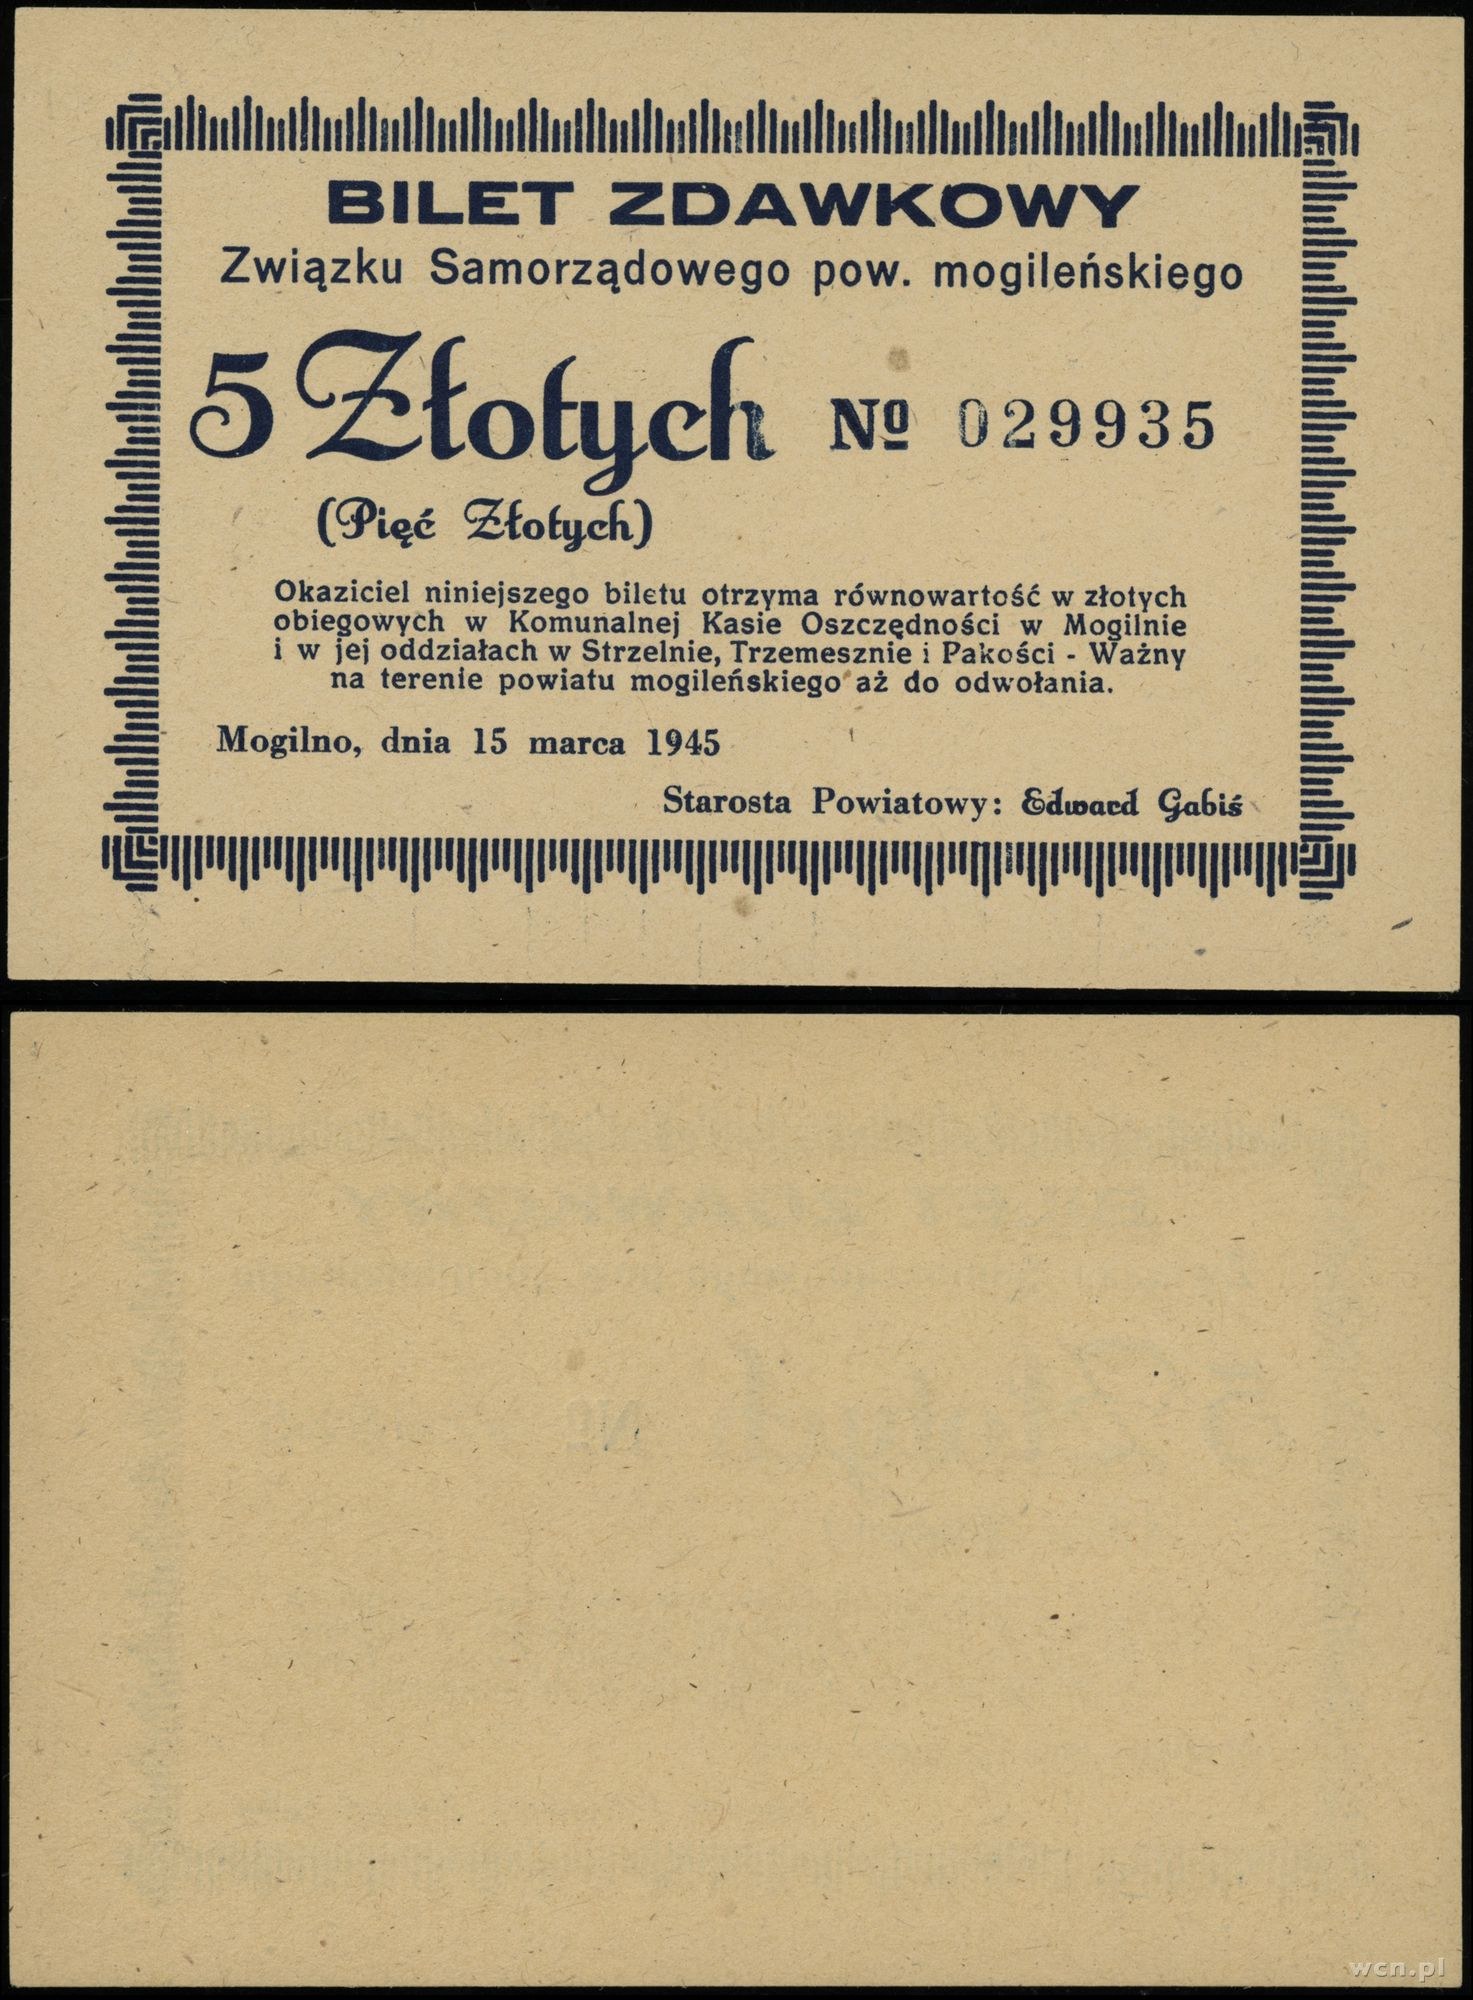 BILET ZDAWKOWY
Związku Samorządowego pow. mogileńskiego
5 Złotych № 029935
(Pięć Złotych)
Okaziciel niniejszego biletu otrzyma równowartość w złotych
obiegowych w Komunalnej Kasie Oszczędności w Mogilnie
i w jej oddziałach w Strzelnie, Trzemesznie i Pakości - Ważny
na terenie powiatu mogileńskiego aż do odwołania.
Mogilno, dnia 15 marca 1945
Starosta Powiatowy: Edward Gabiś
wcn.pl